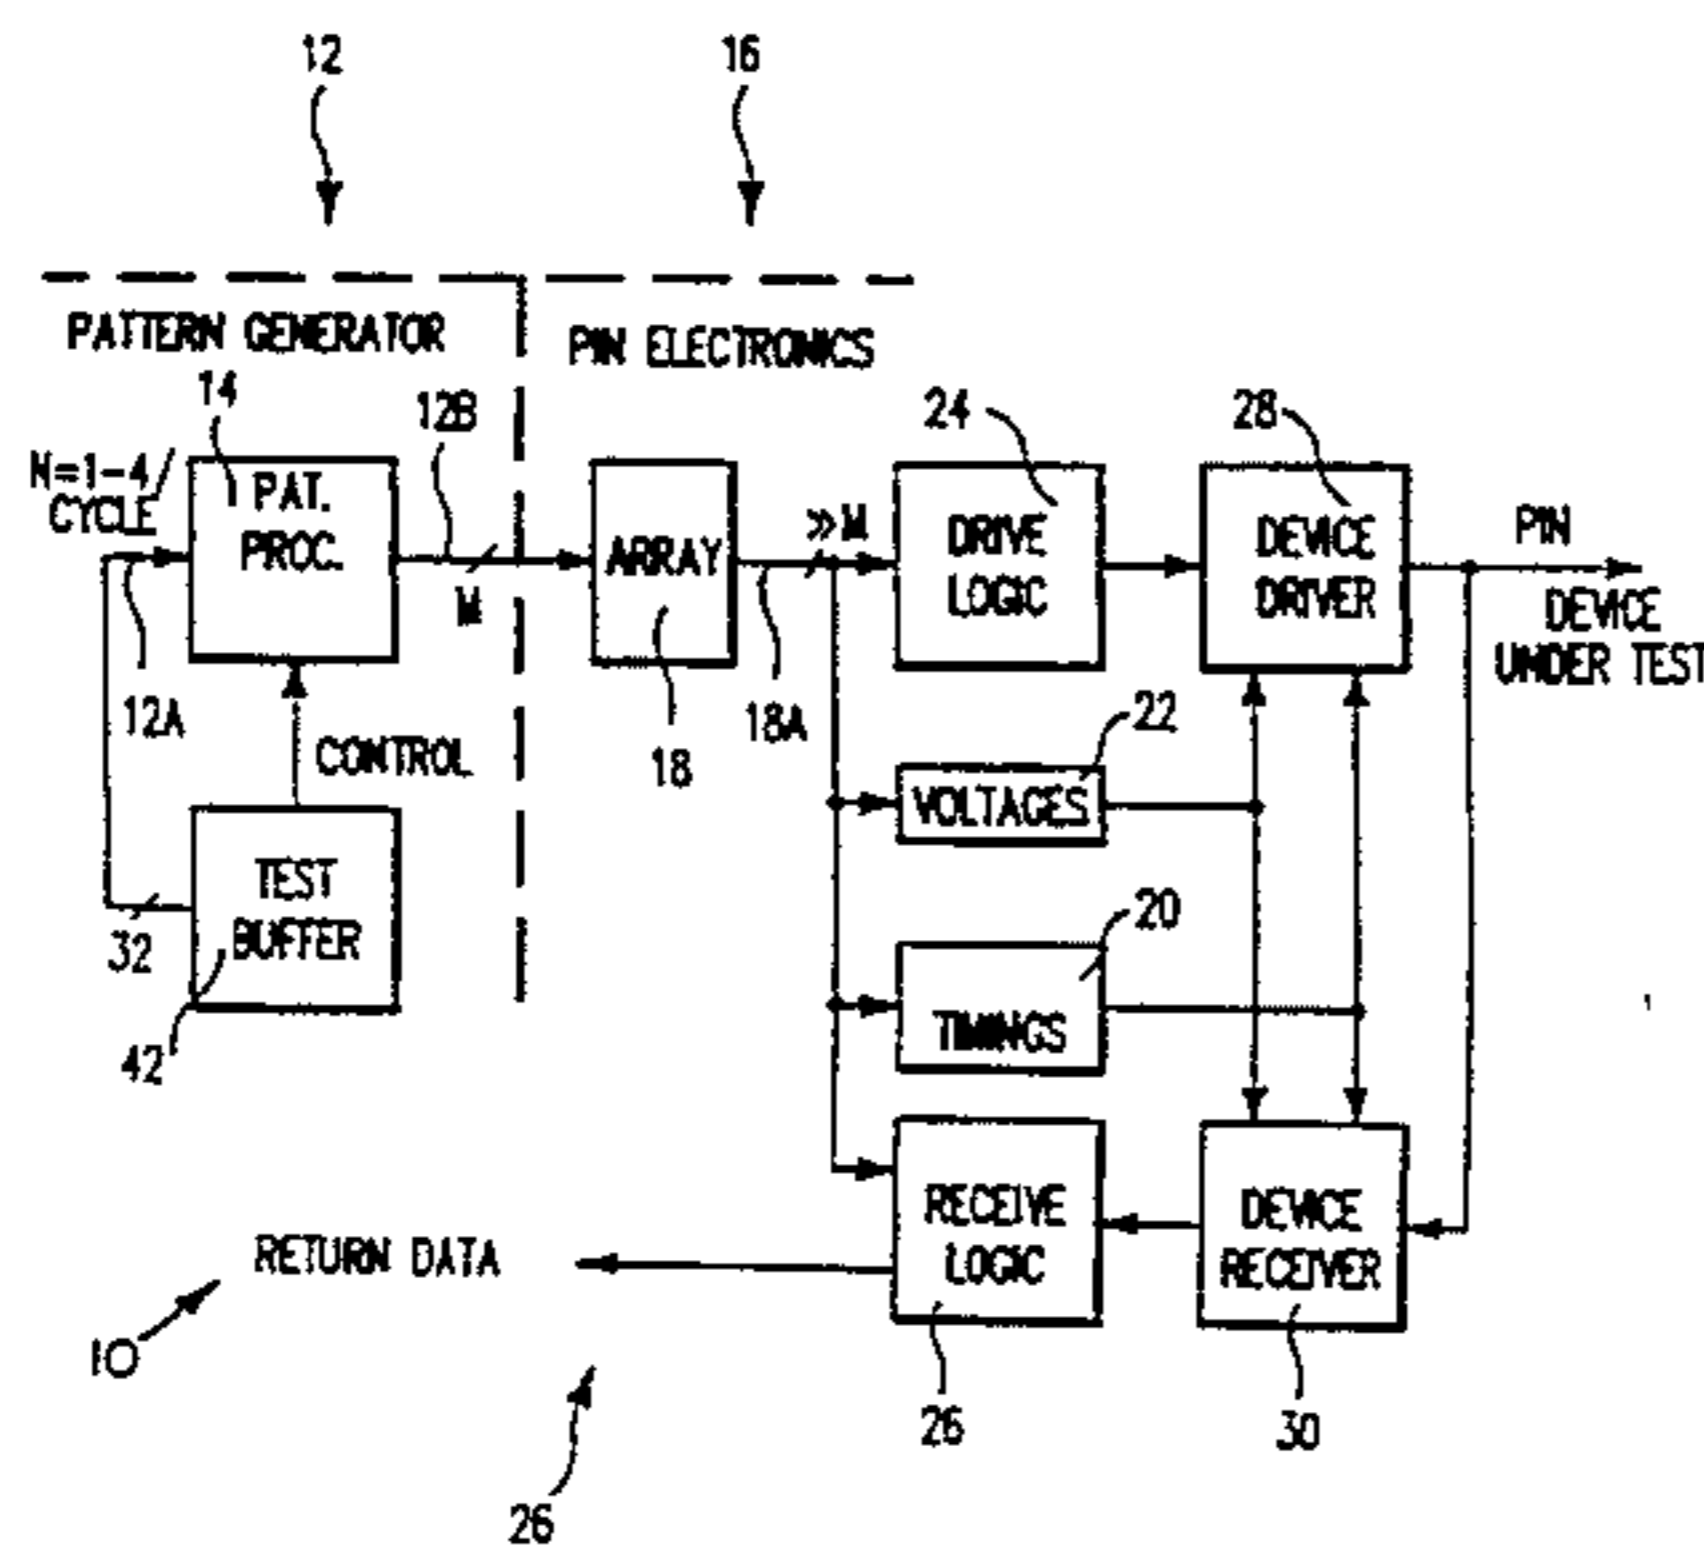 12
16
PATTERN GENERATOR
PIN ELECTRONICS
14
12B
24
28
N=1-4/
CYCLE
PAT.
PROC.
ARRAY
>> M
DRIVE
LOGIC
DEVICE
DRIVER
PIN
DEVICE
UNDER TEST
M
12A
18A
18
CONTROL
22
VOLTAGES
TEST
BUFFER
32
42
20
TIMINGS
RECEIVE
LOGIC
DEVICE
RECEIVER
RETURN DATA
10
26
30
26